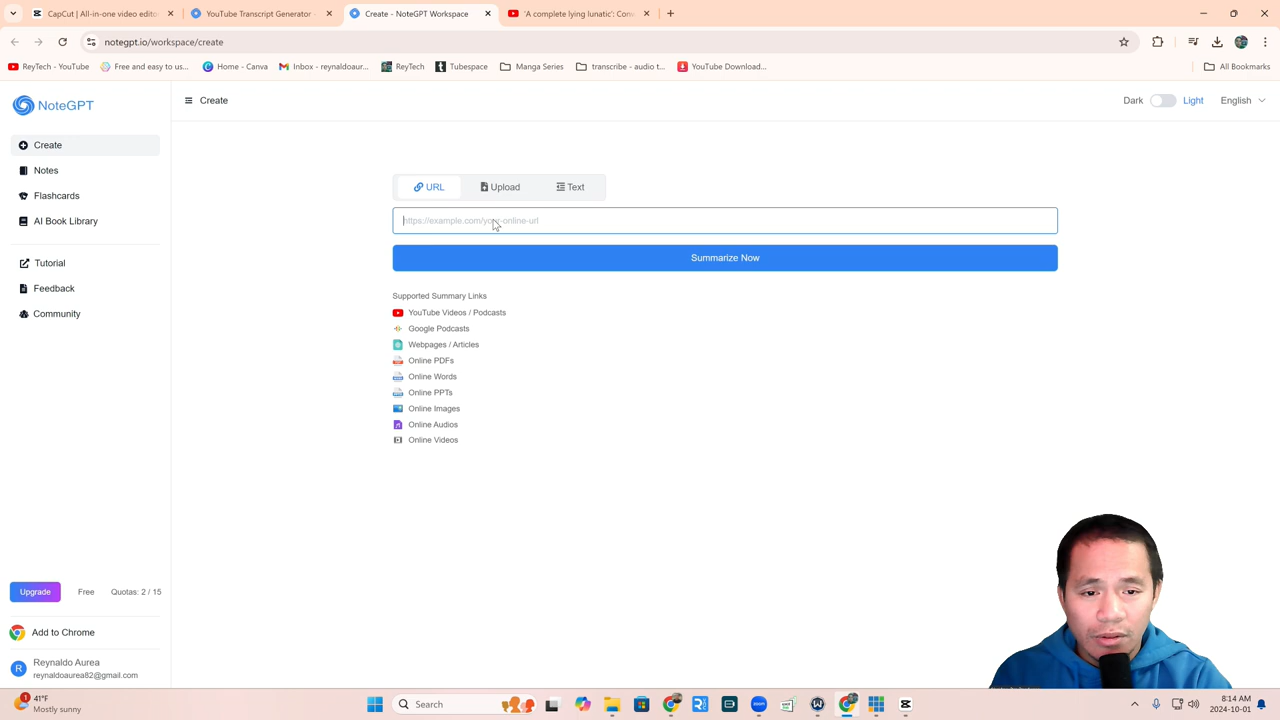 CapCut | All-in-one video edito
YouTube Transcript Generator -
Create - NoteGPT Workspace
'A complete lying lunatic': Conv
notegpt.io/workspace/create
ReyTech - YouTube
Free and easy to us...
Home - Canva
Inbox - reynaldoaur...
ReyTech
Tubespace
Manga Series
transcribe - audio t...
YouTube Download...
All Bookmarks
NoteGPT
Create
Dark
Light
English
Create
Notes
Flashcards
AI Book Library
Tutorial
Feedback
Community
URL
Upload
Text
https://example.com/your-online-url
Summarize Now
Supported Summary Links
YouTube Videos / Podcasts
Google Podcasts
Webpages / Articles
Online PDFs
Online Words
Online PPTs
Online Images
Online Audios
Online Videos
Upgrade
Free
Quotas: 2 / 15
Add to Chrome
R
Reynaldo Aurea
reynaldoaurea82@gmail.com
1
41°F
Mostly sunny
Search
zoom
8:14 AM
2024-10-01